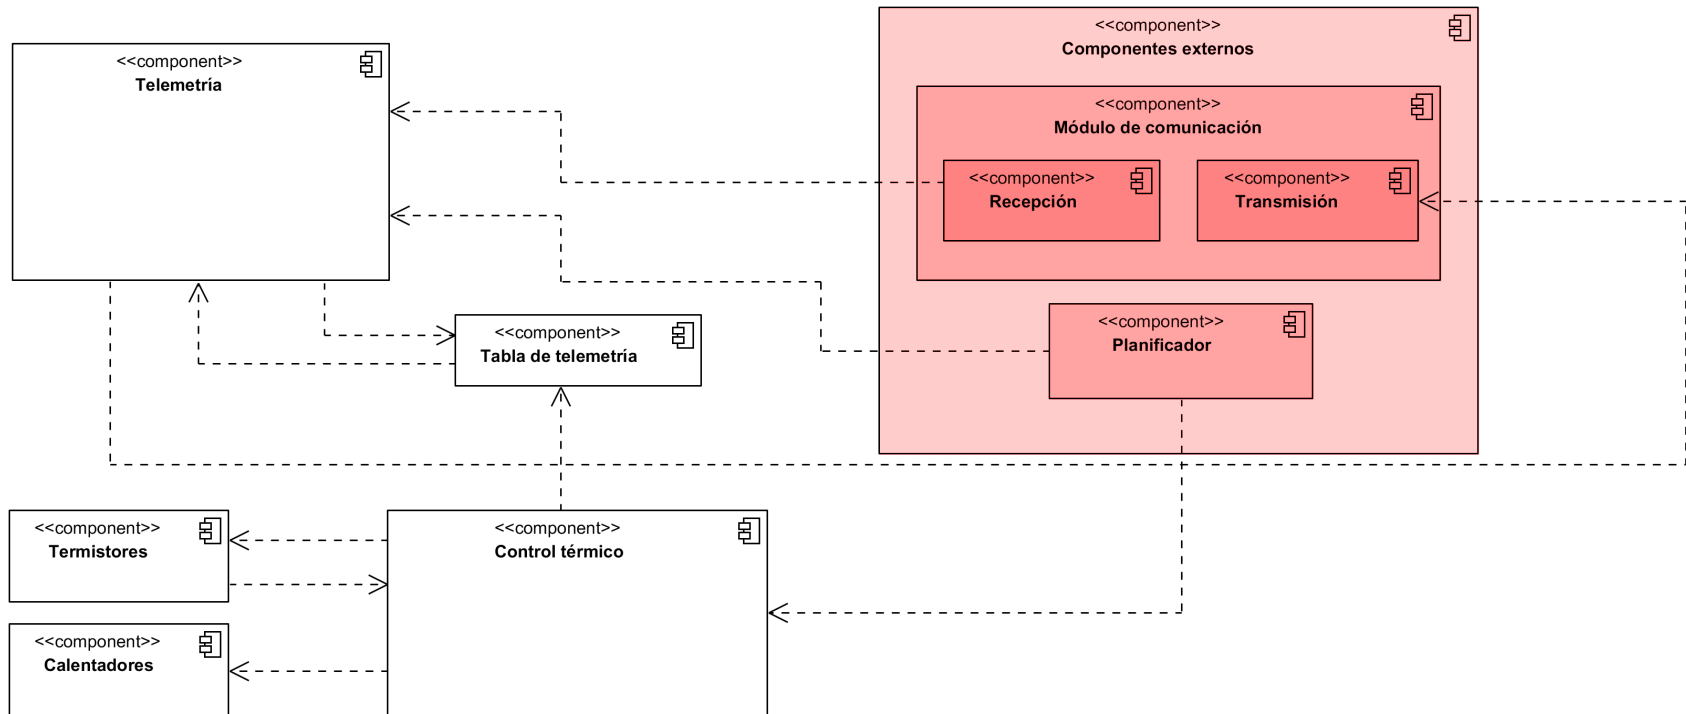 <<component>>
Telemetría
<<component>>
Componentes externos
<<component>>
Módulo de comunicación
<<component>>
Recepción
<<component>>
Transmisión
<<component>>
Planificador
<<component>>
Tabla de telemetría
<<component>>
Termistores
<<component>>
Control térmico
<<component>>
Calentadores